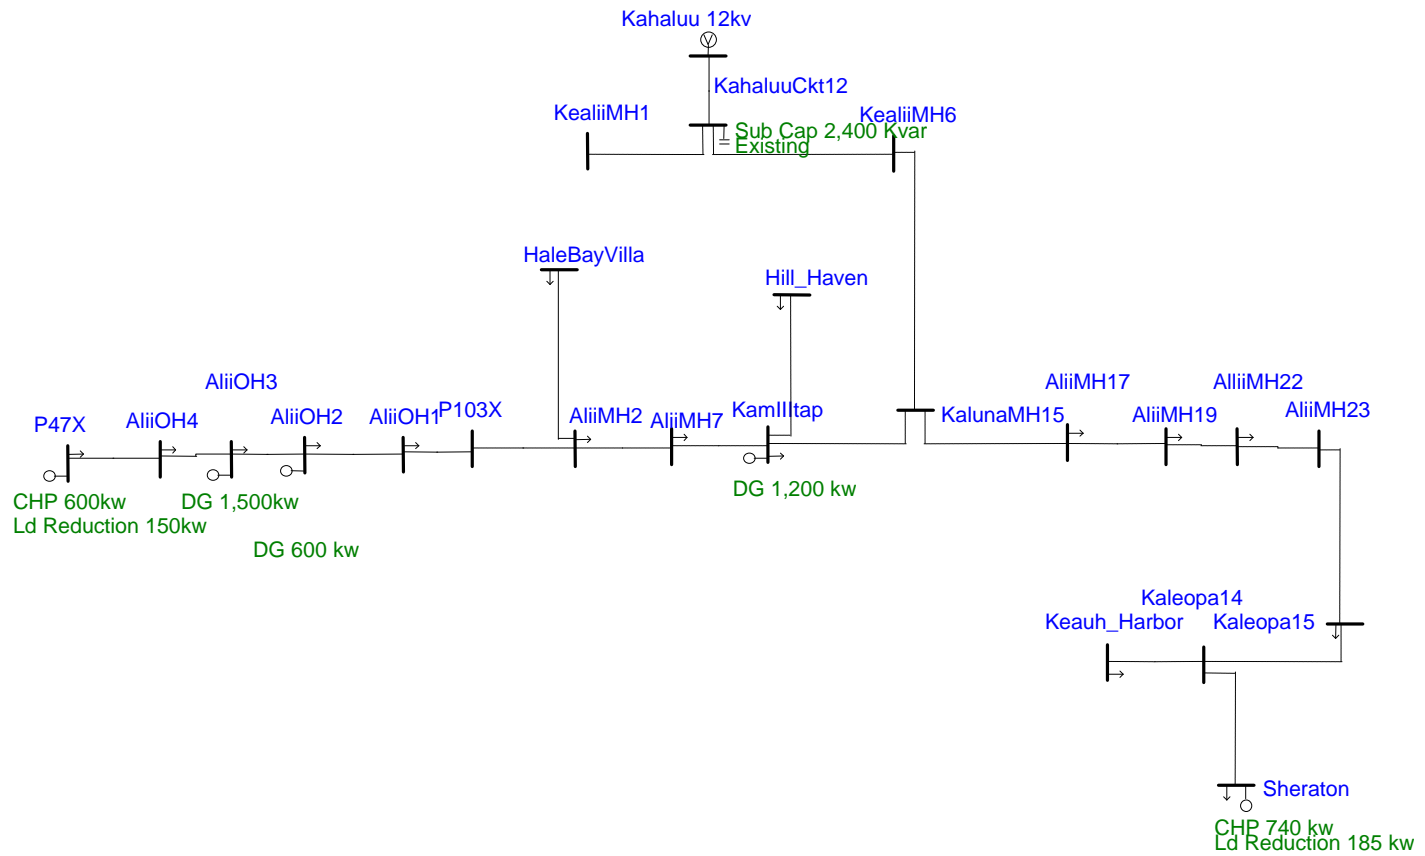 Kahaluu 12kv
KahaluuCkt12
KealiiMH1
KealiiMH6
Sub Cap 2,400 Kvar
Existing
HaleBayVilla
Hill_Haven
AliiOH3
AliiMH17
AlliiMH22
P47X
AliiOH4
AliiOH2
AliiOH1
P103X
AliiMH2
AliiMH7
KamIIItap
KalunaMH15
AliiMH19
AliiMH23
CHP 600kw
Ld Reduction 150kw
DG 1,500kw
DG 1,200 kw
DG 600 kw
Kaleopa14
Keauh_Harbor
Kaleopa15
Sheraton
CHP 740 kw
Ld Reduction 185 kw